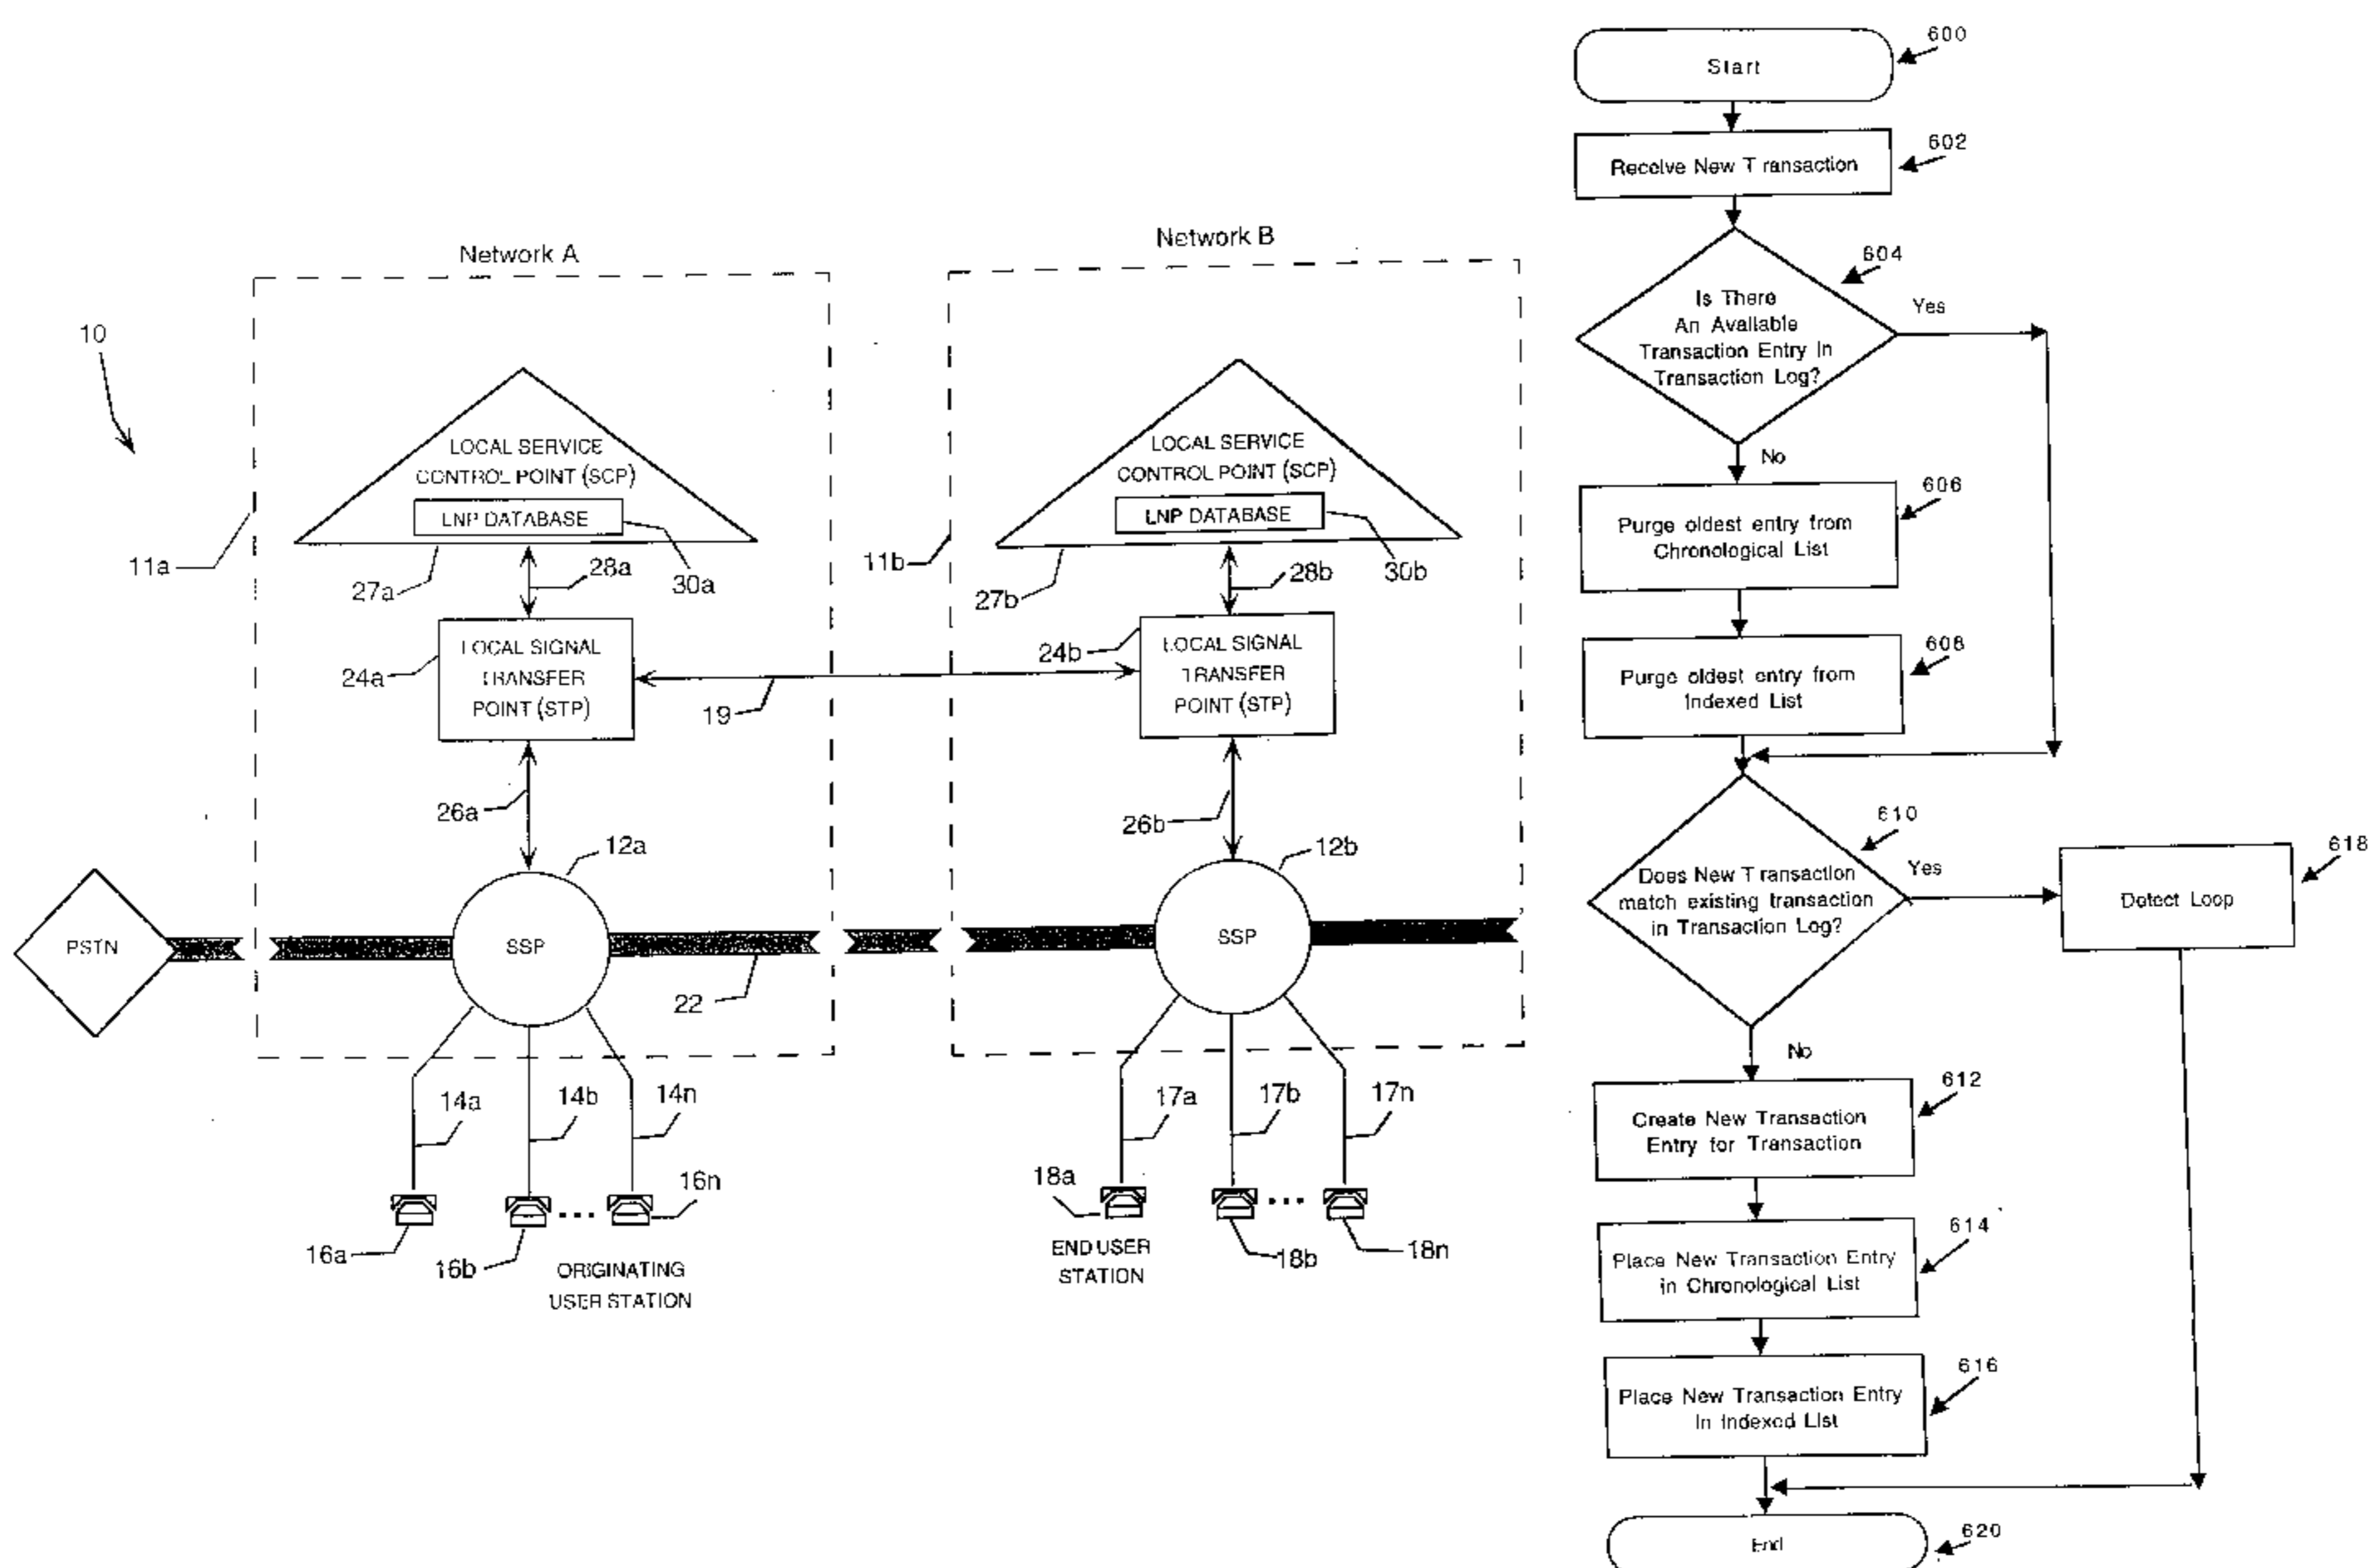 Network A
Network B
10
LOCAL SERVICE
CONTROL POINT (SCP)
LNP DATABASE
11a
27a
28a
30a
LOCAL SIGNAL
TRANSFER
POINT (STP)
24a
19
26a
12a
PSTN
SSP
22
14a
14b
14n
16a
16b
16n
ORIGINATING
USER STATION
LOCAL SERVICE
CONTROL POINT (SCP)
LNP DATABASE
11b
27b
28b
30b
24b
LOCAL SIGNAL
TRANSFER
POINT (STP)
26b
12b
SSP
17a
17b
17n
18a
18b
18n
END USER
STATION
600
Start
602
Receive New Transaction
604
Is There
An Available
Transaction Entry In
Transaction Log?
Yes
No
606
Purge oldest entry from
Chronological List
608
Purge oldest entry from
Indexed List
610
Does New Transaction
match existing transaction
in Transaction Log?
Yes
618
Detect Loop
No
612
Create New Transaction
Entry for Transaction
614
Place New Transaction Entry
in Chronological List
616
Place New Transaction Entry
In Indexed List
End
620